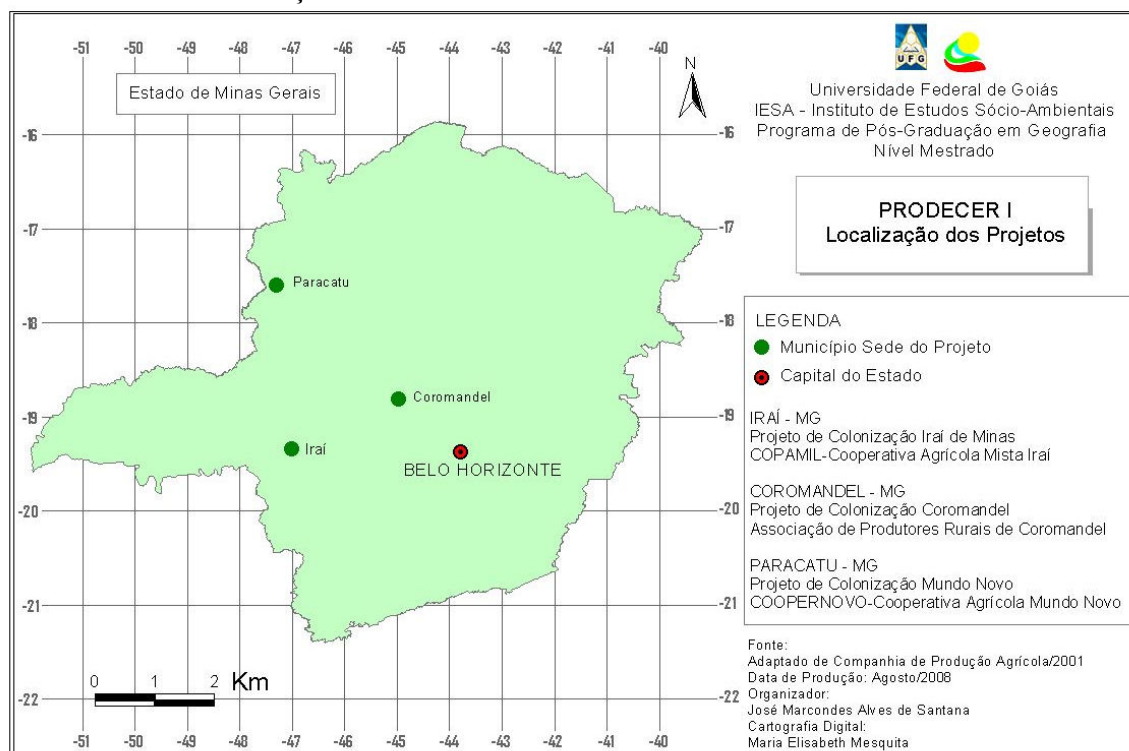 -51 -50 -49 -48 -47 -46 -45 -44 -43 -42 -41 -40
Estado de Minas Gerais
N
UFG
Universidade Federal de Goiás
IESA - Instituto de Estudos Sócio-Ambientais
Programa de Pós-Graduação em Geografia
Nível Mestrado
PRODECER I
Localização dos Projetos
-16 -16
-17 -17
-18 -18
-19 -19
-20 -20
-21 -21
-22 -22
Paracatu
Coromandel
Iraí
BELO HORIZONTE
LEGENDA
Município Sede do Projeto
Capital do Estado
IRAÍ - MG
Projeto de Colonização Iraí de Minas
COPAMIL-Cooperativa Agrícola Mista Iraí
COROMANDEL - MG
Projeto de Colonização Coromandel
Associação de Produtores Rurais de Coromandel
PARACATU - MG
Projeto de Colonização Mundo Novo
COOPERNOVO-Cooperativa Agrícola Mundo Novo
0 1 2 Km
-51 -50 -49 -48 -47 -46 -45 -44 -43 -42 -41 -40
Fonte:
Adaptado de Companhia de Produção Agrícola/2001
Data de Produção: Agosto/2008
Organizador:
José Marcondes Alves de Santana
Cartografia Digital:
Maria Elisabeth Mesquita